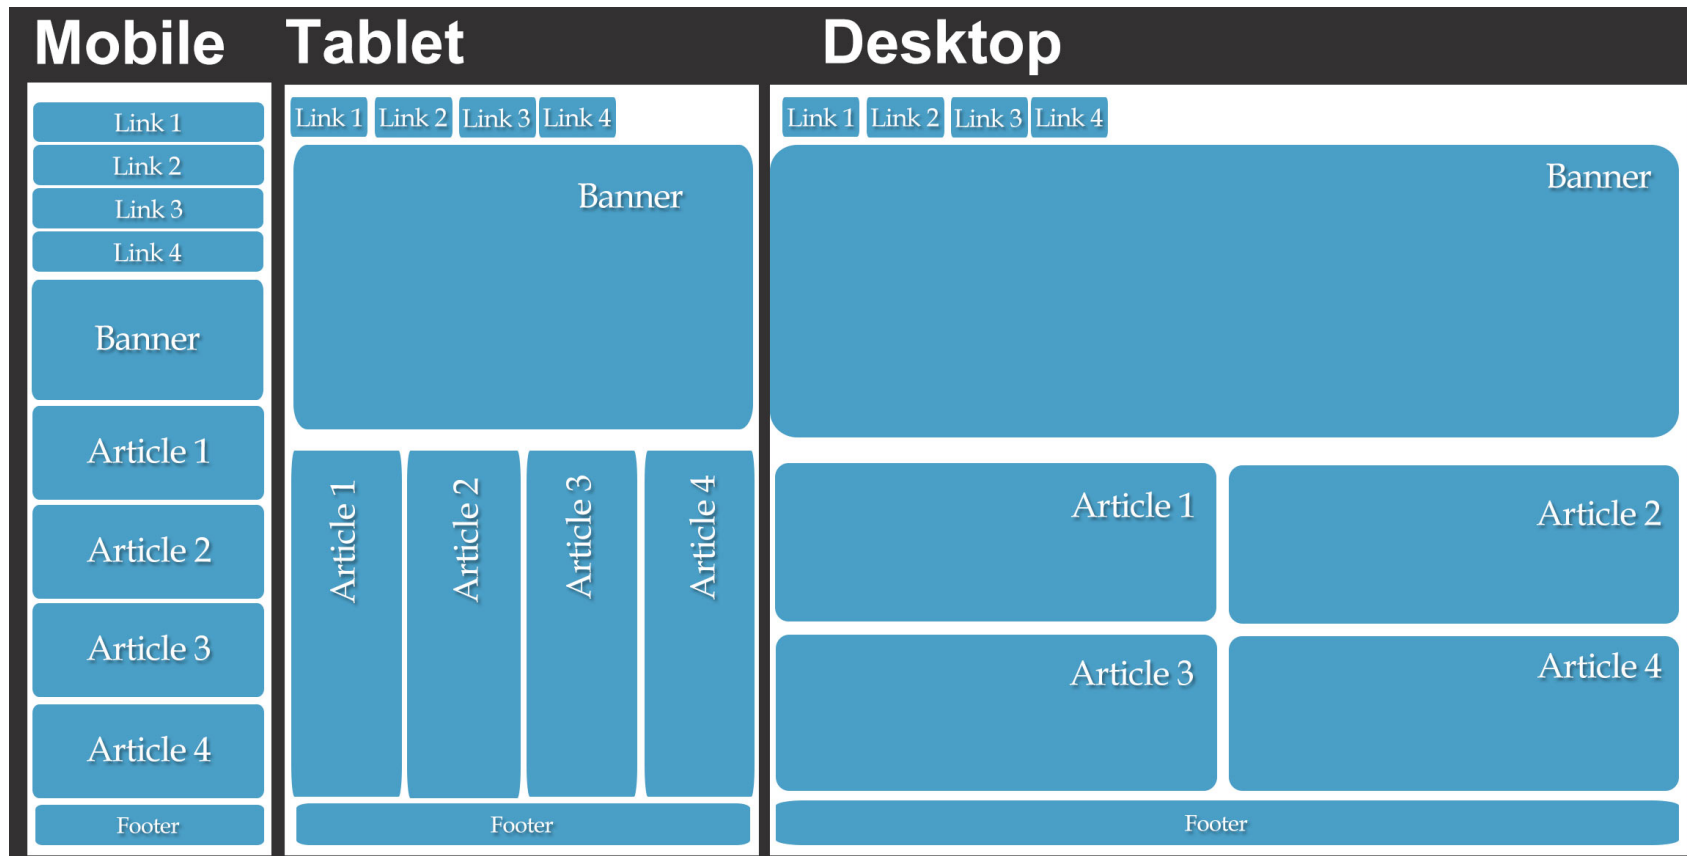 Mobile
Link 1
Link 2
Link 3
Link 4
Banner
Article 1
Article 2
Article 3
Article 4
Footer
Tablet
Link 1 Link 2 Link 3 Link 4
Banner
Article 1
Article 2
Article 3
Article 4
Footer
Desktop
Link 1 Link 2 Link 3 Link 4
Banner
Article 1
Article 2
Article 3
Article 4
Footer